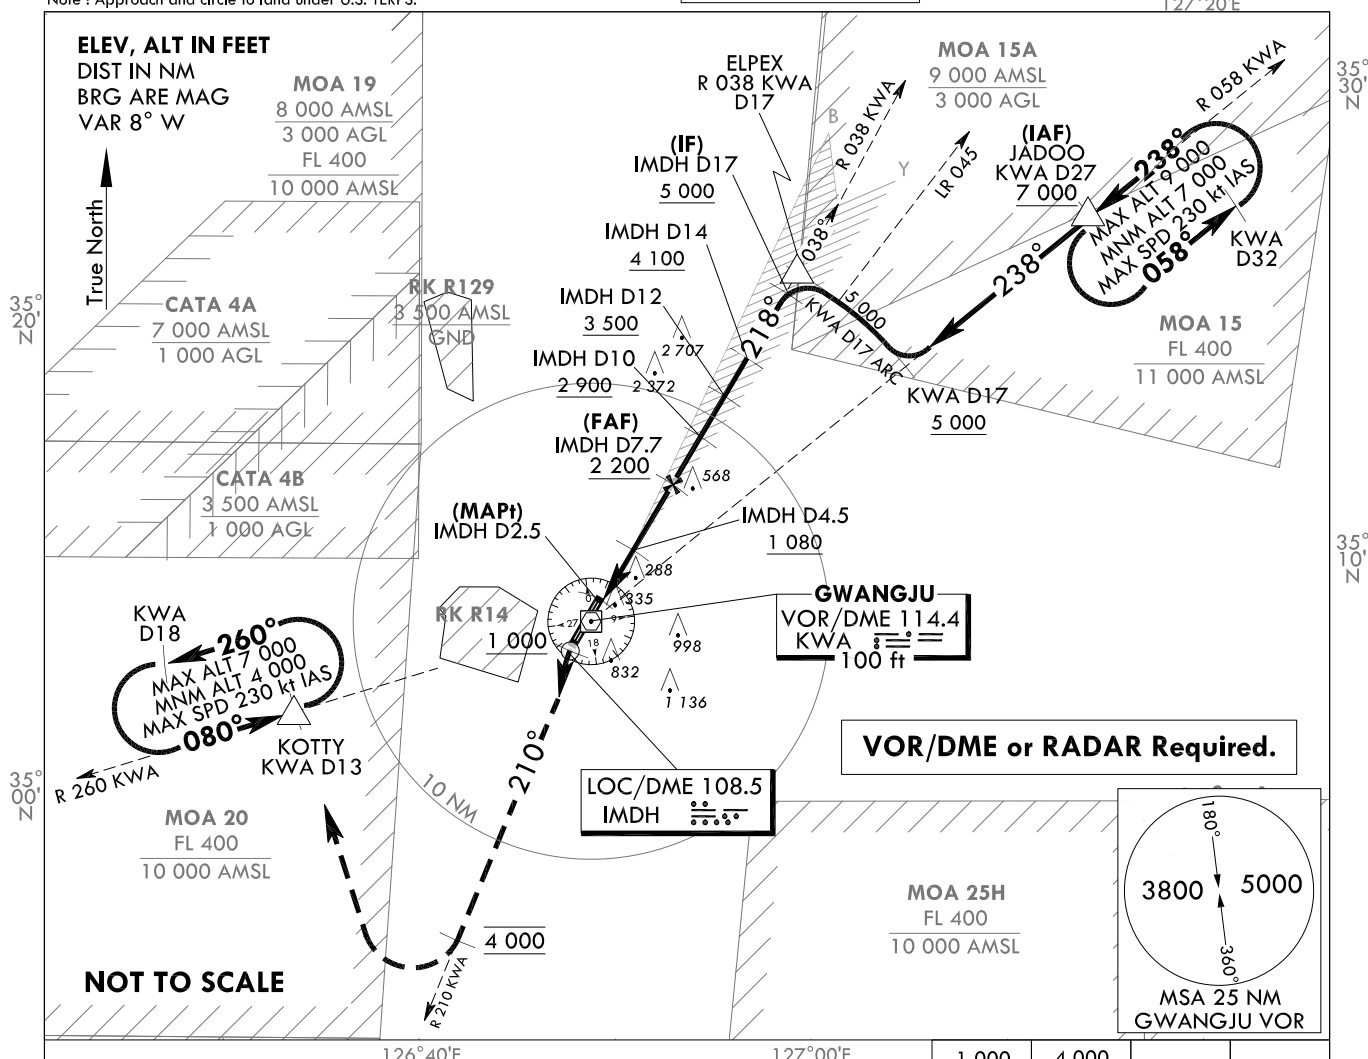 127°20'E
ELEV, ALT IN FEET
DIST IN NM
BRG ARE MAG
VAR 8° W
True North
MOA 19
8 000 AMSL
3 000 AGL
FL 400
10 000 AMSL
ELPEX
R 038 KWA
D17
MOA 15A
9 000 AMSL
3 000 AGL
35°
30'
N
R 058 KWA
(IAF)
JADOO
KWA D27
7 000
238°
MAX ALT 9 000
MNM ALT 7 000
MAX SPD 230 kt IAS
058°
KWA
D32
(IF)
IMDH D17
5 000
B
R 038 KWA
Y
LR 045
038°
238°
IMDH D14
4 100
CATA 4A
7 000 AMSL
1 000 AGL
RK R129
3 500 AMSL
GND
35°
20'
N
IMDH D12
3 500
218°
5 000
KWA D17 ARC
2 707
MOA 15
FL 400
11 000 AMSL
IMDH D10
2 900
2 372
KWA D17
5 000
(FAF)
IMDH D7.7
2 200
568
CATA 4B
3 500 AMSL
1 000 AGL
(MAPt)
IMDH D2.5
IMDH D4.5
1 080
35°
10'
N
288
335
0
9
18
27
GWANGJU
VOR/DME 114.4
KWA
100 ft
RK R14
1 000
998
832
1 136
KWA
D18
260°
MAX ALT 7 000
MNM ALT 4 000
MAX SPD 230 kt IAS
080°
KOTTY
KWA D13
R 260 KWA
35°
00'
N
210°
10 NM
VOR/DME or RADAR Required.
LOC/DME 108.5
IMDH
MOA 20
FL 400
10 000 AMSL
180°
3800
5000
360°
MSA 25 NM
GWANGJU VOR
MOA 25H
FL 400
10 000 AMSL
4 000
R 210 KWA
NOT TO SCALE
126°40'E
127°00'E
1 000
4 000